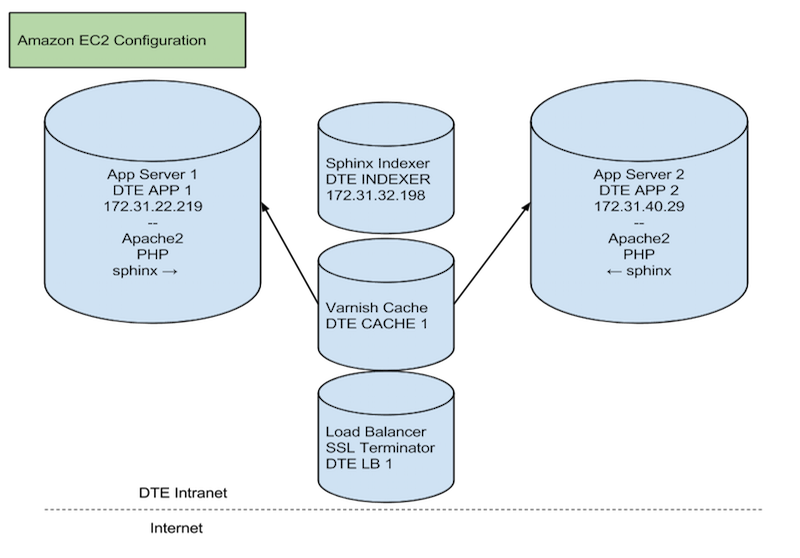 Amazon EC2 Configuration
App Server 1
DTE APP 1
172.31.22.219
--
Apache2
PHP
sphinx →
Sphinx Indexer
DTE INDEXER
172.31.32.198
App Server 2
DTE APP 2
172.31.40.29
--
Apache2
PHP
← sphinx
Varnish Cache
DTE CACHE 1
Load Balancer
SSL Terminator
DTE LB 1
DTE Intranet
Internet